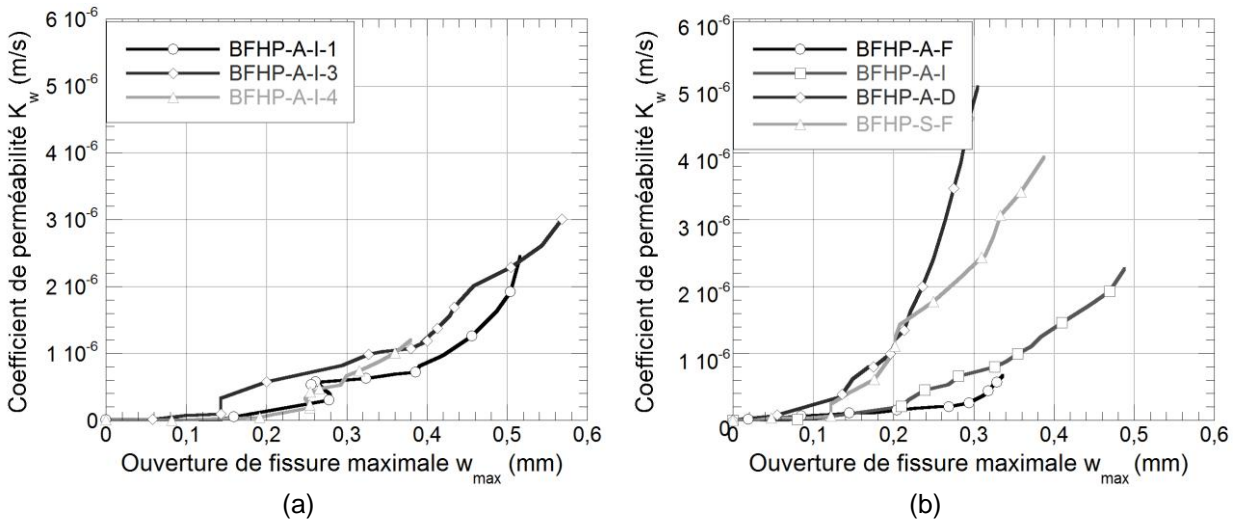 6 10-6
5 10-6
4 10-6
3 10-6
2 10-6
1 10-6
0
Coefficient de perméabilité Kw (m/s)
BFHP-A-I-1
BFHP-A-I-3
BFHP-A-I-4
0 0,1 0,2 0,3 0,4 0,5 0,6
Ouverture de fissure maximale wmax (mm)
(a)
6 10-6
5 10-6
4 10-6
3 10-6
2 10-6
1 10-6
0
Coefficient de perméabilité Kw (m/s)
BFHP-A-F
BFHP-A-I
BFHP-A-D
BFHP-S-F
0 0,1 0,2 0,3 0,4 0,5 0,6
Ouverture de fissure maximale wmax (mm)
(b)